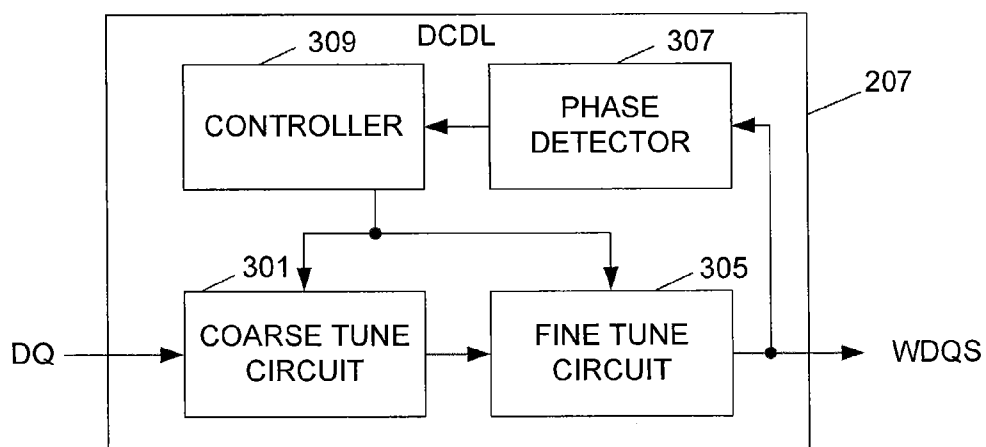 DCDL
309
307
207
CONTROLLER
PHASE
DETECTOR
301
305
DQ
COARSE TUNE
CIRCUIT
FINE TUNE
CIRCUIT
WDQS